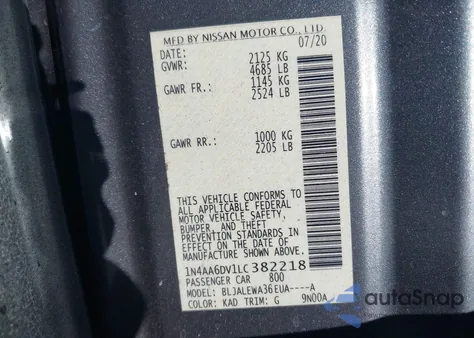 MFD BY NISSAN MOTOR CO., LTD.
DATE: 07/20
GVWR: 2125 KG
4685 LB
GAWR FR.: 1145 KG
2524 LB
GAWR RR.: 1000 KG
2205 LB
THIS VEHICLE CONFORMS TO
ALL APPLICABLE FEDERAL
MOTOR VEHICLE SAFETY,
BUMPER, AND THEFT
PREVENTION STANDARDS IN
EFFECT ON THE DATE OF
MANUFACTURE SHOWN ABOVE.
1N4AA6DV1LC382218
PASSENGER CAR 800
MODEL: BLJALEWA36EUA----A
COLOR: KAD TRIM: G 9N00A
autoSnap